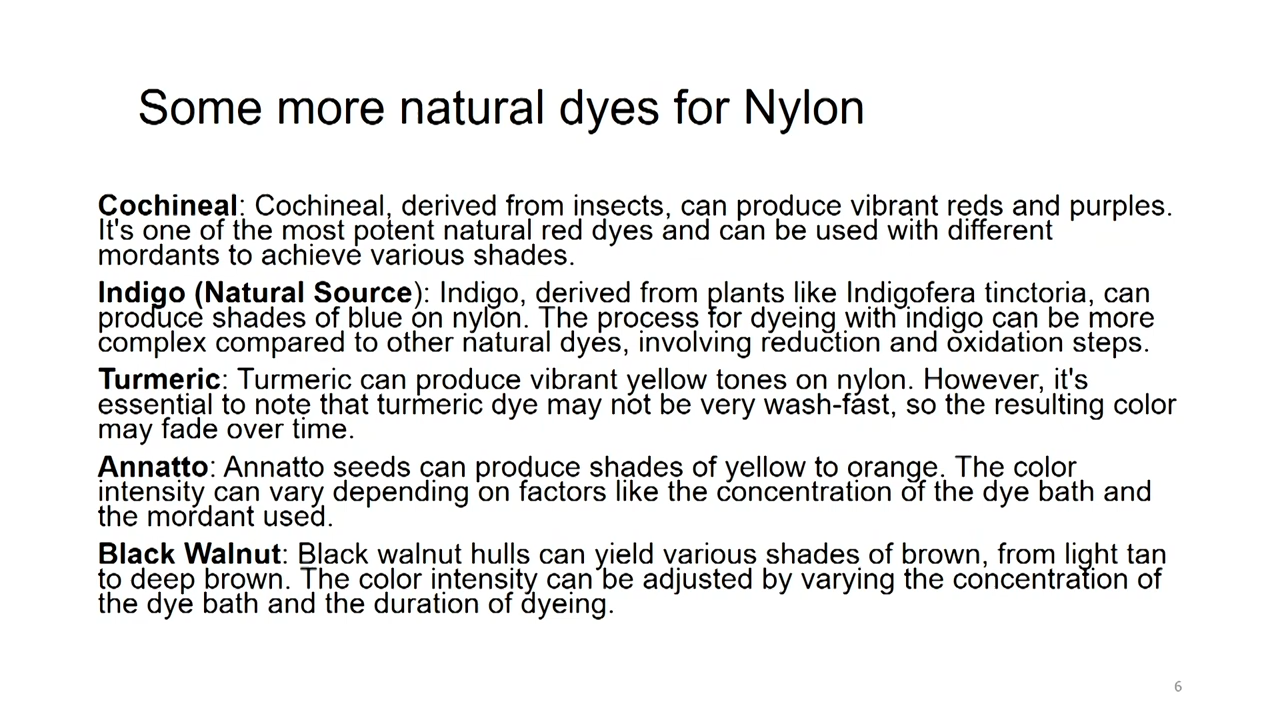 Some more natural dyes for Nylon
Cochineal: Cochineal, derived from insects, can produce vibrant reds and purples.
It's one of the most potent natural red dyes and can be used with different
mordants to achieve various shades.
Indigo (Natural Source): Indigo, derived from plants like Indigofera tinctoria, can
produce shades of blue on nylon. The process for dyeing with indigo can be more
complex compared to other natural dyes, involving reduction and oxidation steps.
Turmeric: Turmeric can produce vibrant yellow tones on nylon. However, it's
essential to note that turmeric dye may not be very wash-fast, so the resulting color
may fade over time.
Annatto: Annatto seeds can produce shades of yellow to orange. The color
intensity can vary depending on factors like the concentration of the dye bath and
the mordant used.
Black Walnut: Black walnut hulls can yield various shades of brown, from light tan
to deep brown. The color intensity can be adjusted by varying the concentration of
the dye bath and the duration of dyeing.
6